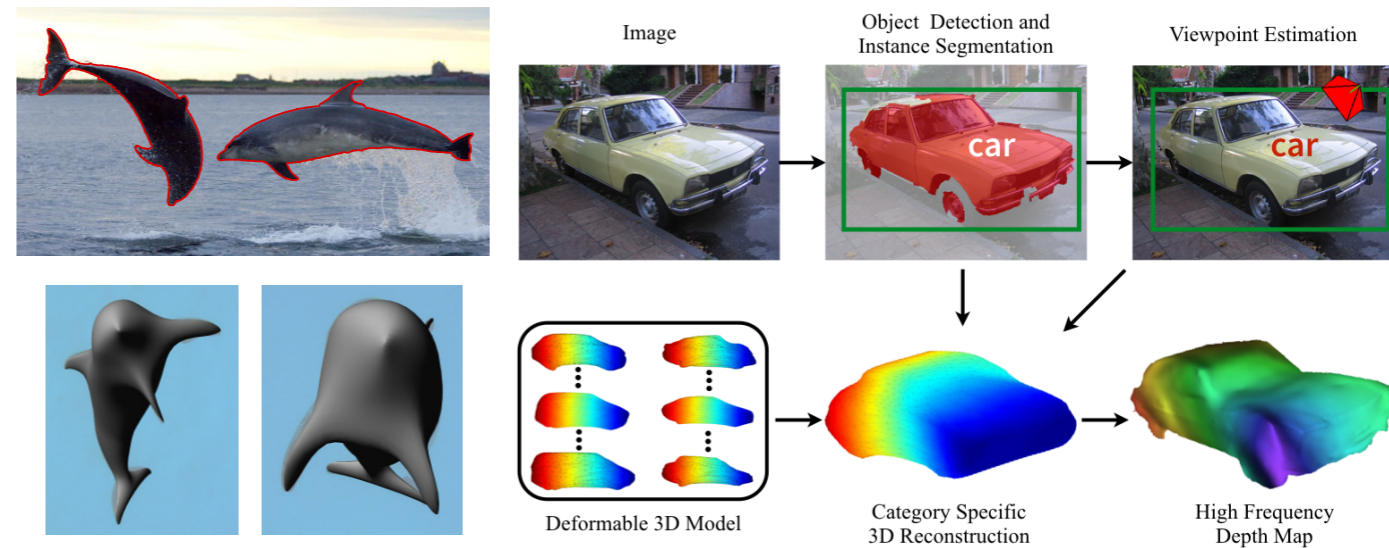 Image
Object Detection and
Instance Segmentation
Viewpoint Estimation
car
car
Deformable 3D Model
Category Specific
3D Reconstruction
High Frequency
Depth Map